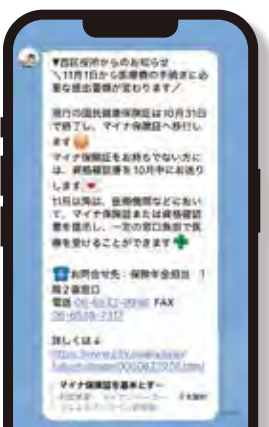 ▼西区役所からのお知らせ
＼11月1日から医療費の手続きに必
要な提出書類が変わります／
現行の国民健康保険証は10月31日
で終了し、マイナ保険証へ移行し
ます
マイナ保険証をお持ちでない方に
は、資格確認書を10月中にお送り
します
11月以降は、医療機関などにおい
て、マイナ保険証または資格確認
書を提示し、一定の窓口負担で医
療を受けることができます
お問合せ先：保険年金担当 1
階2番窓口
電話 FAX
詳しくは↓
マイナ保険証を基本とす…